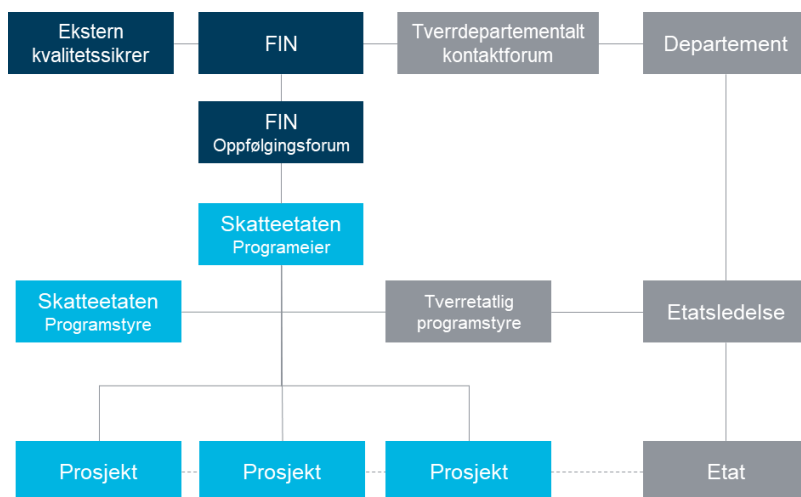 Ekstern
kvalitetssikrer
FIN
Tverrdepartementalt
kontaktforum
Departement
FIN
Oppfølgingsforum
Skatteetaten
Programeier
Skatteetaten
Programstyre
Tverretatlig
programstyre
Etatsledelse
Prosjekt
Prosjekt
Prosjekt
Etat